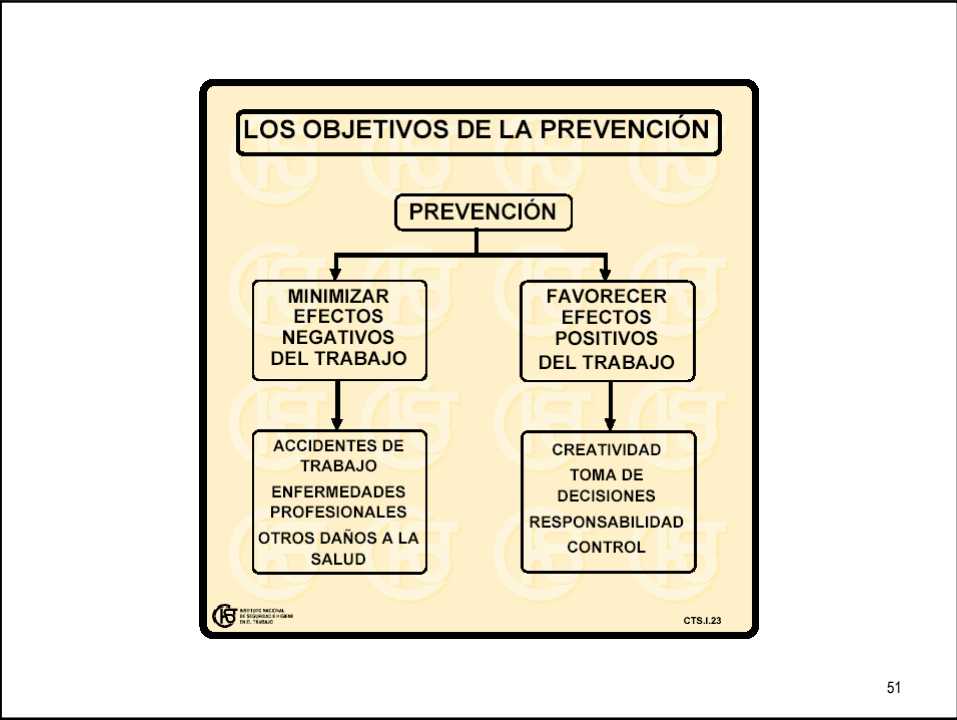 LOS OBJETIVOS DE LA PREVENCIÓN
PREVENCIÓN
MINIMIZAR
EFECTOS
NEGATIVOS
DEL TRABAJO
FAVORECER
EFECTOS
POSITIVOS
DEL TRABAJO
ACCIDENTES DE
TRABAJO
ENFERMEDADES
PROFESIONALES
OTROS DAÑOS A LA
SALUD
CREATIVIDAD
TOMA DE
DECISIONES
RESPONSABILIDAD
CONTROL
INSTITUTO NACIONAL
DE SEGURIDAD E HIGIENE
EN EL TRABAJO
CTS.I.23
51